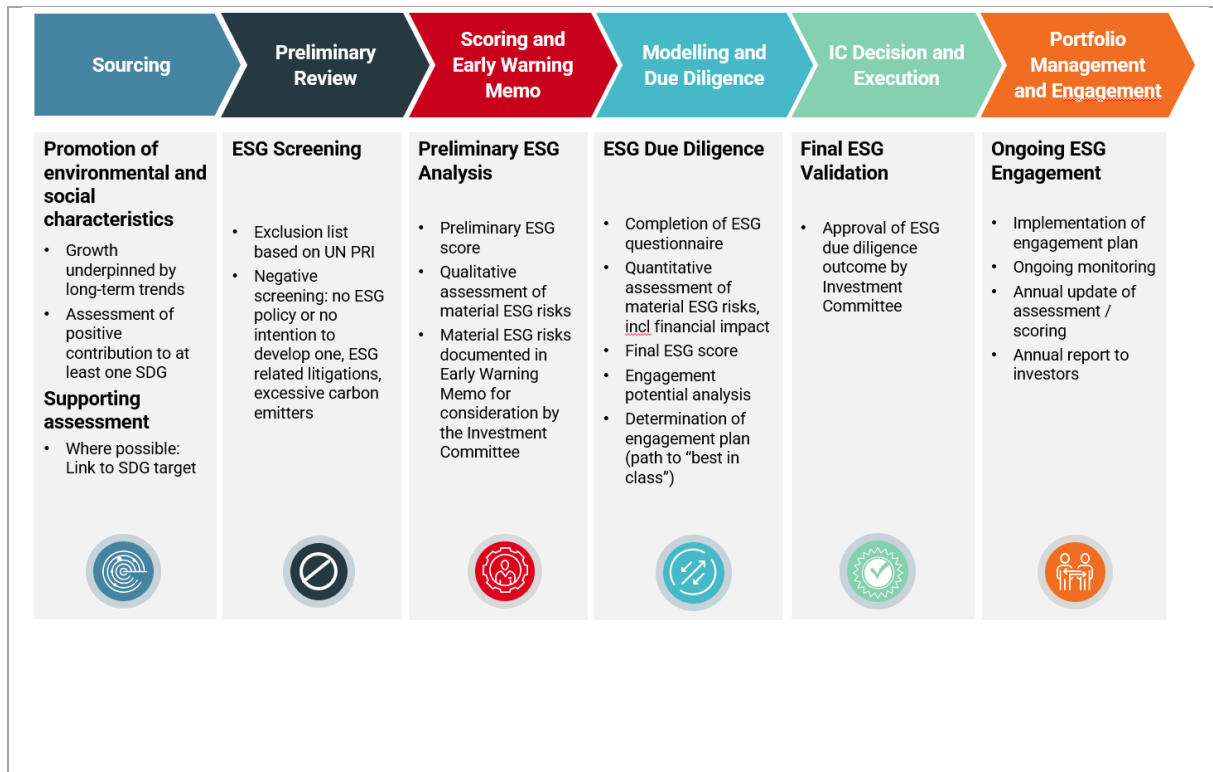 Sourcing
Preliminary
Review
Scoring and
Early Warning
Memo
Modelling and
Due Diligence
IC Decision and
Execution
Portfolio
Management
and Engagement
Promotion of
environmental and
social
characteristics
• Growth
underpinned by
long-term trends
• Assessment of
positive
contribution to at
least one SDG
Supporting
assessment
• Where possible:
Link to SDG target
ESG Screening
• Exclusion list
based on UN PRI
• Negative
screening: no ESG
policy or no
intention to
develop one, ESG
related litigations,
excessive carbon
emitters
Preliminary ESG
Analysis
• Preliminary ESG
score
• Qualitative
assessment of
material ESG risks
• Material ESG risks
documented in
Early Warning
Memo for
consideration by
the Investment
Committee
ESG Due Diligence
• Completion of ESG
questionnaire
• Quantitative
assessment of
material ESG risks,
incl financial impact
• Final ESG score
• Engagement
potential analysis
• Determination of
engagement plan
(path to “best in
class”)
Final ESG
Validation
• Approval of ESG
due diligence
outcome by
Investment
Committee
Ongoing ESG
Engagement
• Implementation of
engagement plan
• Ongoing monitoring
• Annual update of
assessment /
scoring
• Annual report to
investors